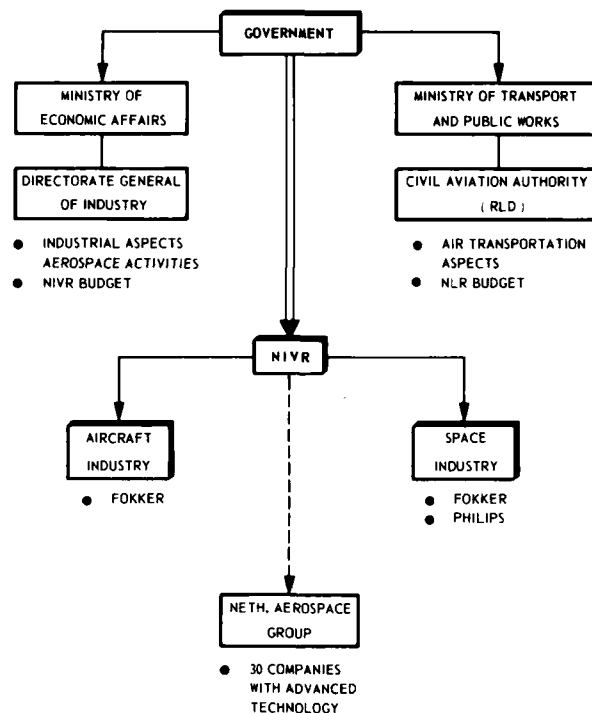 GOVERNMENT
MINISTRY OF
ECONOMIC AFFAIRS
MINISTRY OF TRANSPORT
AND PUBLIC WORKS
DIRECTORATE GENERAL
OF INDUSTRY
CIVIL AVIATION AUTHORITY
( RLD )
● INDUSTRIAL ASPECTS
AEROSPACE ACTIVITIES
● NIVR BUDGET
● AIR TRANSPORTATION
ASPECTS
● NLR BUDGET
NIVR
AIRCRAFT
INDUSTRY
● FOKKER
SPACE
INDUSTRY
● FOKKER
● PHILIPS
NETH, AEROSPACE
GROUP
● 30 COMPANIES
WITH ADVANCED
TECHNOLOGY